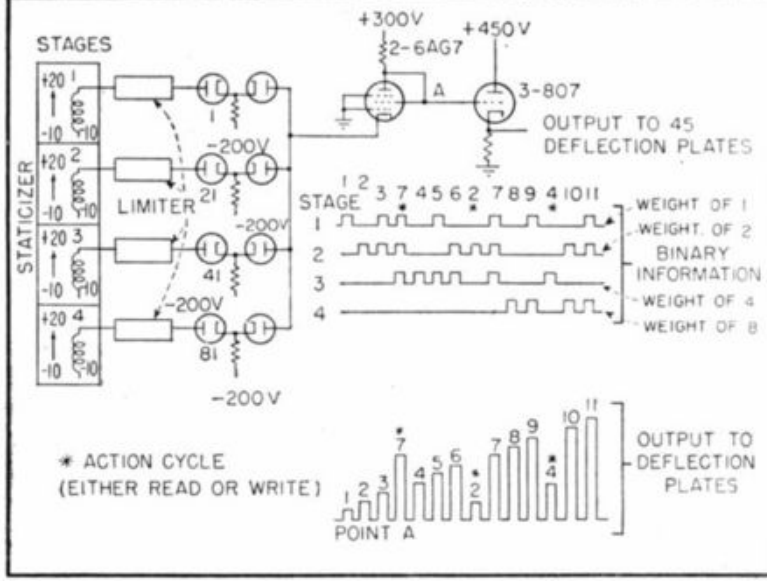 STAGES
+300V
+450V
2-6AG7
A
3-807
OUTPUT TO 45
DEFLECTION PLATES
STATICIZER
+20 1
-10 -10
1
-200V
+20 2
-10 -10
LIMITER
2I
-200V
+20 3
-10 -10
4I
-200V
+20 4
-10 -10
8I
-200V
1 2 3 7 4 5 6 2 7 8 9 4 10 11
* * *
STAGE
1
2
3
4
WEIGHT OF 1
WEIGHT. OF 2
BINARY
INFORMATION
WEIGHT OF 4
WEIGHT OF 8
* ACTION CYCLE
(EITHER READ OR WRITE)
* * *
1 2 3 7 4 5 6 2 7 8 9 4 10 11
POINT A
OUTPUT TO
DEFLECTION
PLATES